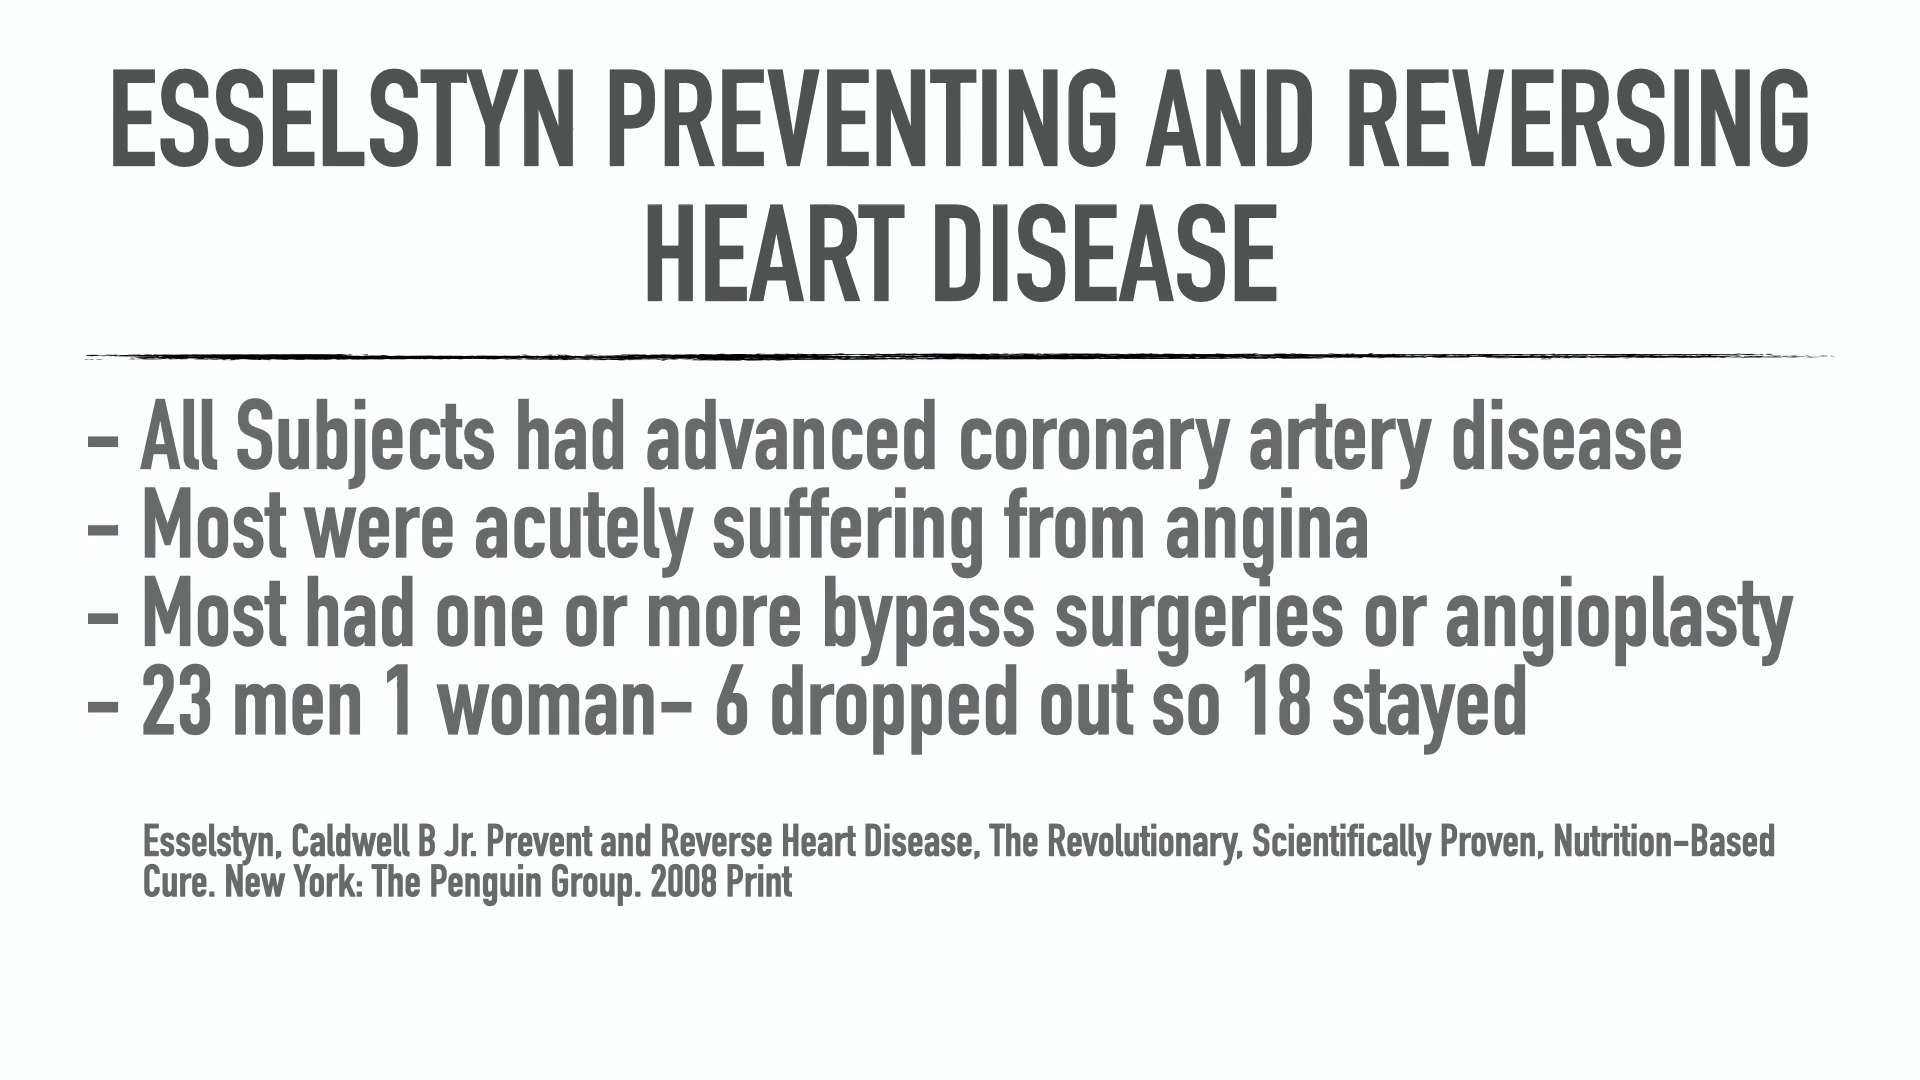 ESSELSTYN PREVENTING AND REVERSING
HEART DISEASE
- All Subjects had advanced coronary artery disease
- Most were acutely suffering from angina
- Most had one or more bypass surgeries or angioplasty
- 23 men 1 woman- 6 dropped out so 18 stayed
Esselstyn, Caldwell B Jr. Prevent and Reverse Heart Disease, The Revolutionary, Scientifically Proven, Nutrition-Based
Cure. New York: The Penguin Group. 2008 Print